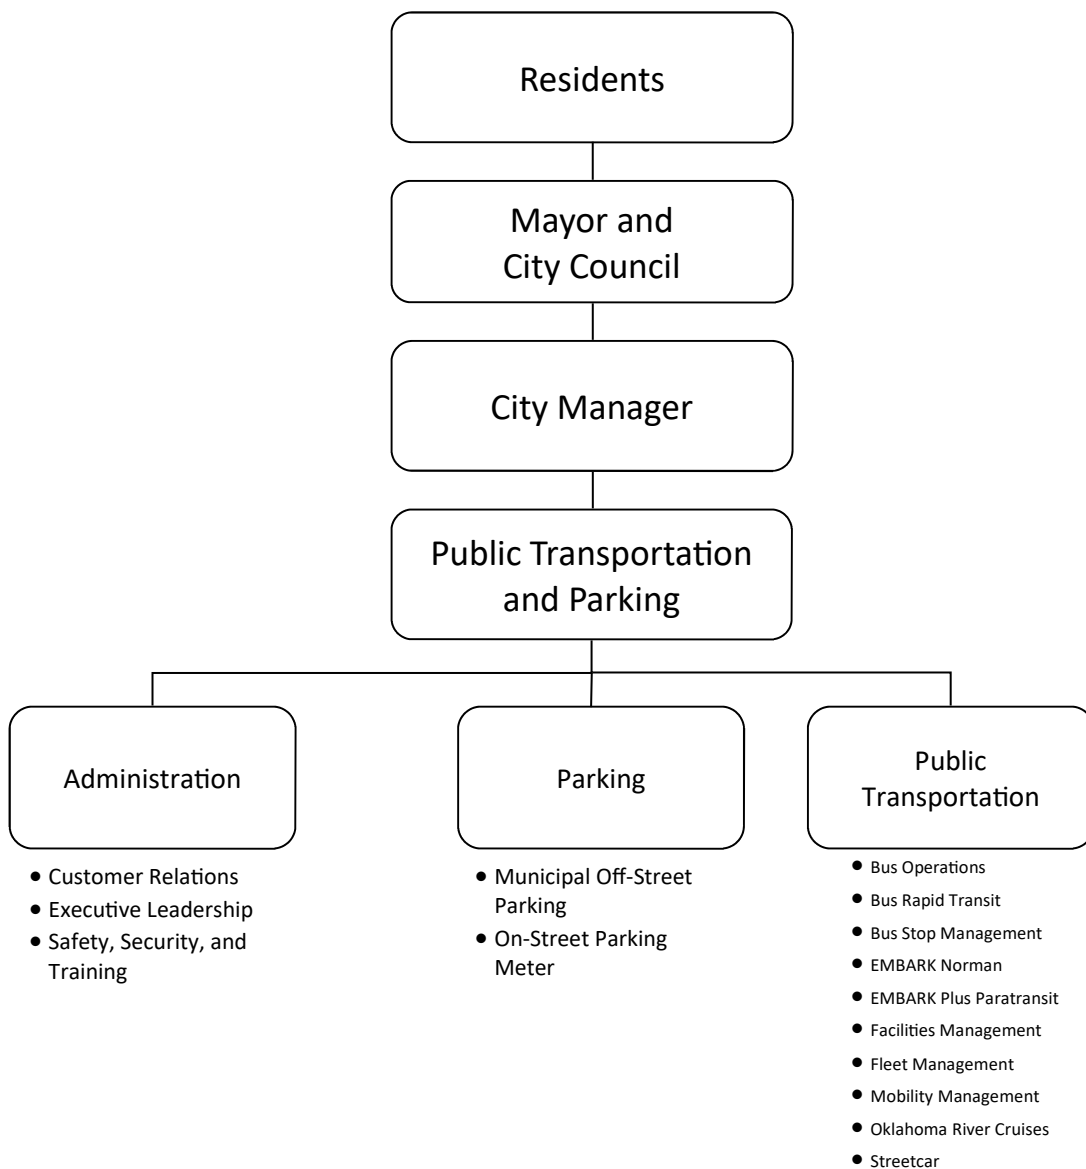 Residents
Mayor and
City Council
City Manager
Public Transportation
and Parking
Administration
• Customer Relations
• Executive Leadership
• Safety, Security, and
Training
Parking
• Municipal Off-Street
Parking
• On-Street Parking
Meter
Public
Transportation
• Bus Operations
• Bus Rapid Transit
• Bus Stop Management
• EMBARK Norman
• EMBARK Plus Paratransit
• Facilities Management
• Fleet Management
• Mobility Management
• Oklahoma River Cruises
• Streetcar